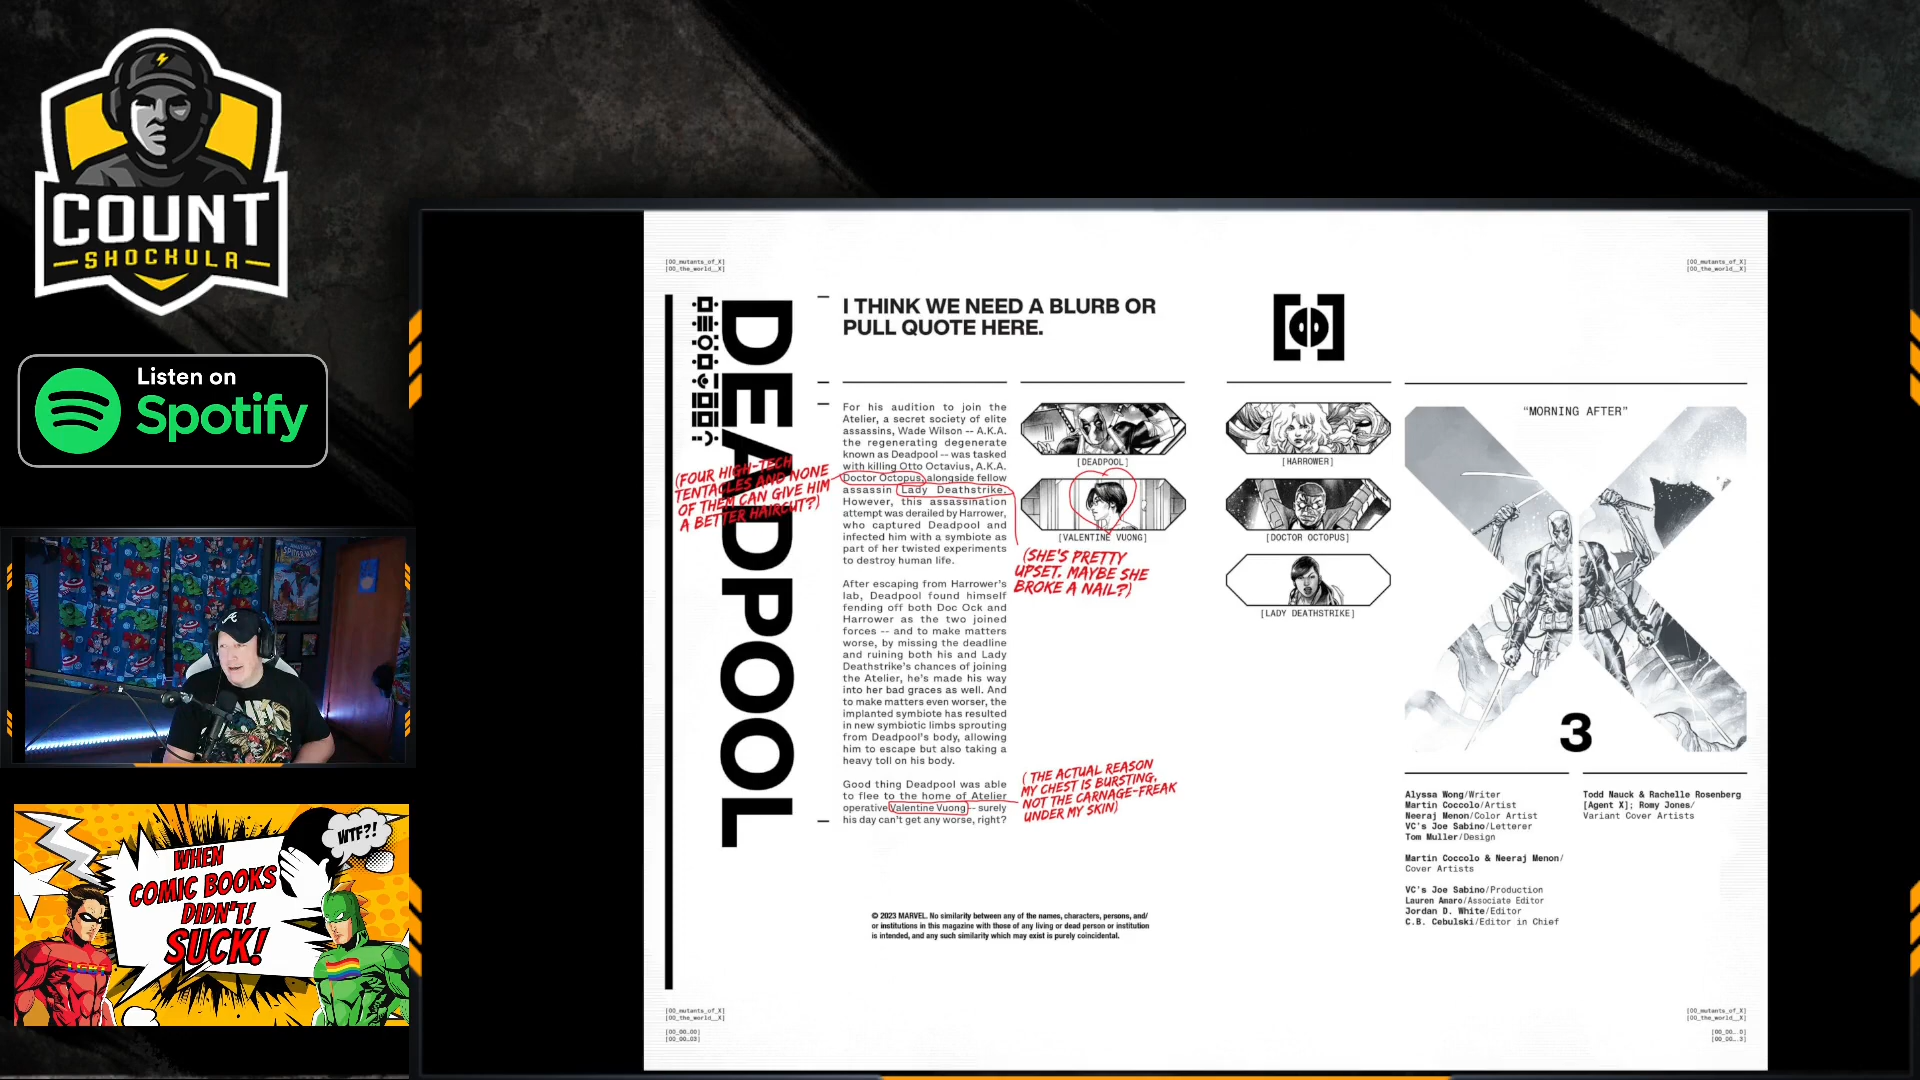 COUNT
SHOCKULA
Listen on
Spotify
WHEN
COMIC BOOKS
DIDN'T!
SUCK!
WTF?!
LGBT
[00_mutants_of_X]
[00_the_world__X]
[00_mutants_of_X]
[00_the_world__X]
DEADPOOL
I THINK WE NEED A BLURB OR
PULL QUOTE HERE.
For his audition to join the
Atelier, a secret society of elite
assassins, Wade Wilson -- A.K.A.
the regenerating degenerate
known as Deadpool -- was tasked
with killing Otto Octavius, A.K.A.
Doctor Octopus, alongside fellow
assassin Lady Deathstrike.
However, this assassination
attempt was derailed by Harrower,
who captured Deadpool and
infected him with a symbiote as
part of her twisted experiments
to destroy human life.
After escaping from Harrower's
lab, Deadpool found himself
fending off both Doc Ock and
Harrower as the two joined
forces -- and to make matters
worse, by missing the deadline
and ruining both his and Lady
Deathstrike's chances of joining
the Atelier, he's made his way
into her bad graces as well. And
to make matters even worser, the
implanted symbiote has resulted
in new symbiotic limbs sprouting
from Deadpool's body, allowing
him to escape but also taking a
heavy toll on his body.
Good thing Deadpool was able
to flee to the home of Atelier
operative Valentine Vuong -- surely
his day can't get any worse, right?
(FOUR HIGH-TECH
TENTACLES AND NONE
OF THEM CAN GIVE HIM
A BETTER HAIRCUT?)
(SHE'S PRETTY
UPSET. MAYBE SHE
BROKE A NAIL?)
( THE ACTUAL REASON
MY CHEST IS BURSTING,
NOT THE CARNAGE-FREAK
UNDER MY SKIN)
[DEADPOOL]
[VALENTINE VUONG]
[HARROWER]
[DOCTOR OCTOPUS]
[LADY DEATHSTRIKE]
"MORNING AFTER"
3
Alyssa Wong/Writer
Martin Coccolo/Artist
Neeraj Menon/Color Artist
VC's Joe Sabino/Letterer
Tom Muller/Design
Martin Coccolo & Neeraj Menon/
Cover Artists
VC's Joe Sabino/Production
Lauren Amaro/Associate Editor
Jordan D. White/Editor
C.B. Cebulski/Editor in Chief
Todd Nauck & Rachelle Rosenberg
[Agent X]; Romy Jones/
Variant Cover Artists
© 2023 MARVEL. No similarity between any of the names, characters, persons, and/
or institutions in this magazine with those of any living or dead person or institution
is intended, and any such similarity which may exist is purely coincidental.
[00_mutants_of_X]
[00_the_world__X]
[00_00..00]
[00_00..03]
[00_mutants_of_X]
[00_the_world__X]
[00_00...0]
[00_00...3]